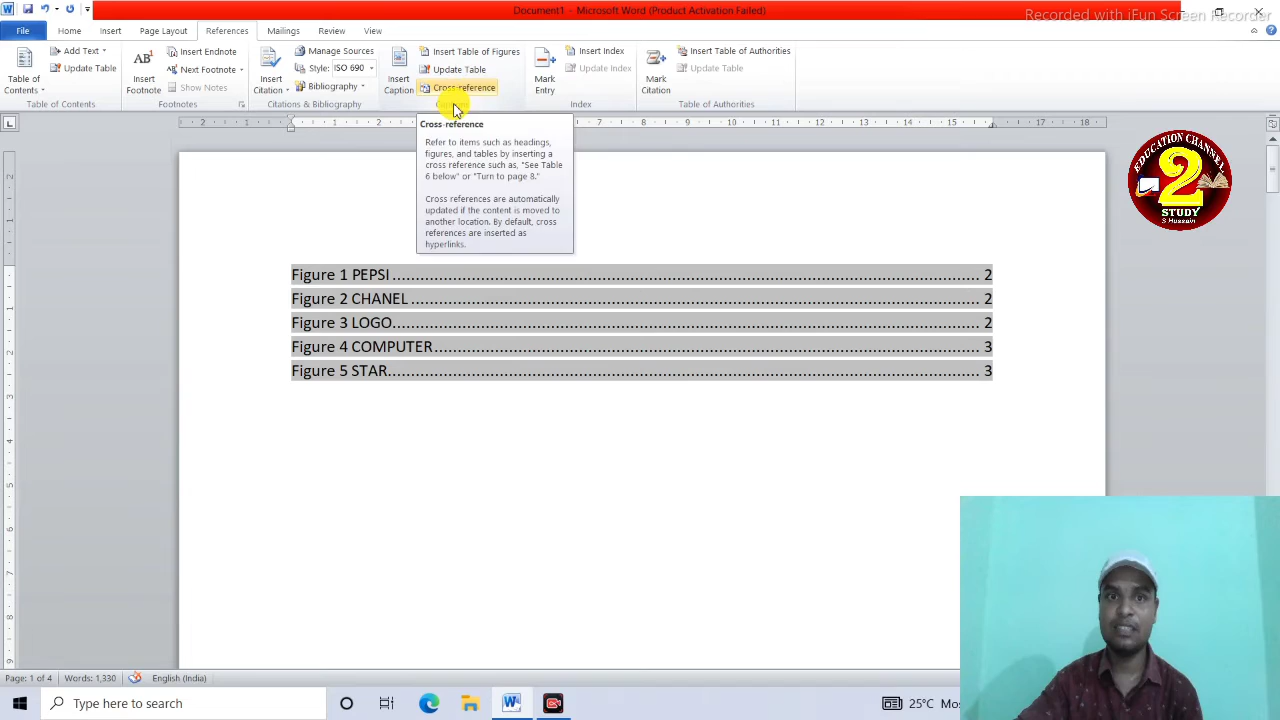 Document1 - Microsoft Word (Product Activation Failed)
Recorded with iFun Screen Recorder
File Home Insert Page Layout References Mailings Review View
Table of Contents
Add Text
Update Table
Table of Contents
AB1
Insert Footnote
Insert Endnote
Next Footnote
Show Notes
Footnotes
Insert Citation
Manage Sources
Style: ISO 690
Bibliography
Citations & Bibliography
Insert Caption
Insert Table of Figures
Update Table
Cross-reference
Mark Entry
Insert Index
Update Index
Index
Mark Citation
Insert Table of Authorities
Update Table
Table of Authorities
Cross-reference
Refer to items such as headings,
figures, and tables by inserting a
cross reference such as, "See Table
6 below" or "Turn to page 8."
Cross references are automatically
updated if the content is moved to
another location. By default, cross
references are inserted as
hyperlinks.
EDUCATION CHANNEL
2
STUDY
S Hussain
Figure 1 PEPSI ... 2
Figure 2 CHANEL ... 2
Figure 3 LOGO ... 2
Figure 4 COMPUTER ... 3
Figure 5 STAR ... 3
Page: 1 of 4 Words: 1,330 English (India)
Type here to search
25°C